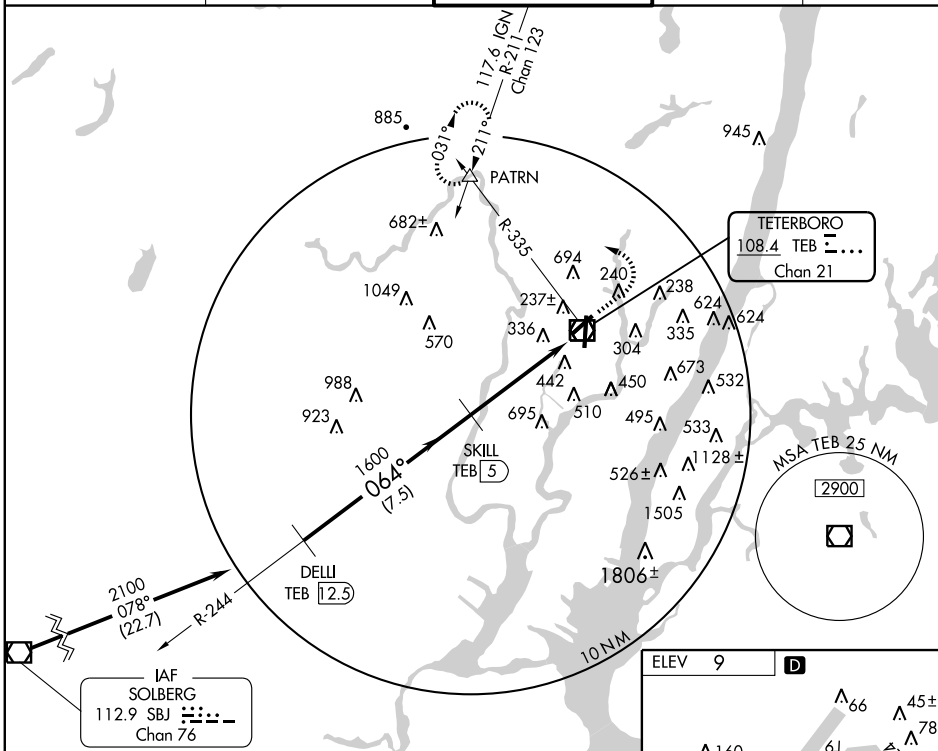 117.6 IGN
R-211
Chan 123
885
031°
211°
PATRN
945
682±
R-335
TETERBORO
108.4 TEB
Chan 21
694
240
238
1049
237±
624
624
570
336
304
335
442
450
673
532
988
510
923
695
495
533
SKILL
TEB 5
1600
064°
(7.5)
526±
1128±
1505
MSA TEB 25 NM
2900
DELLI
TEB 12.5
1806±
2100
078°
(22.7)
R-244
10 NM
IAF
SOLBERG
112.9 SBJ
Chan 76
ELEV 9
D
66
45±
78
160
61